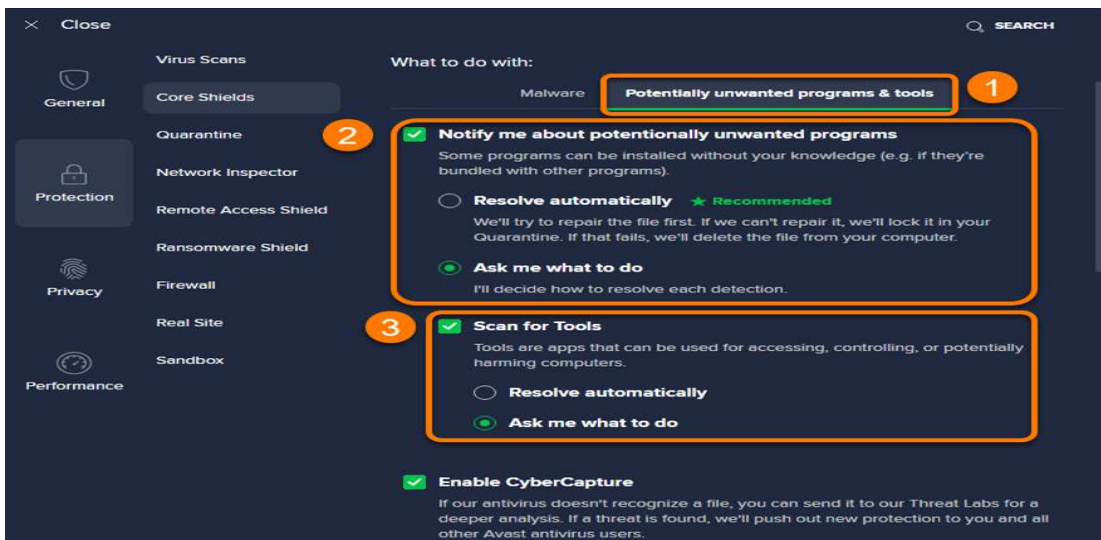 Close
SEARCH
General
Protection
Privacy
Performance
Virus Scans
Core Shields
Quarantine
Network Inspector
Remote Access Shield
Ransomware Shield
Firewall
Real Site
Sandbox
What to do with:
Malware
Potentially unwanted programs & tools
1
2
Notify me about potentionally unwanted programs
Some programs can be installed without your knowledge (e.g. if they're
bundled with other programs).
Resolve automatically ★ Recommended
We'll try to repair the file first. If we can't repair it, we'll lock it in your
Quarantine. If that fails, we'll delete the file from your computer.
Ask me what to do
I'll decide how to resolve each detection.
3
Scan for Tools
Tools are apps that can be used for accessing, controlling, or potentially
harming computers.
Resolve automatically
Ask me what to do
Enable CyberCapture
If our antivirus doesn't recognize a file, you can send it to our Threat Labs for a
deeper analysis. If a threat is found, we'll push out new protection to you and all
other Avast antivirus users.